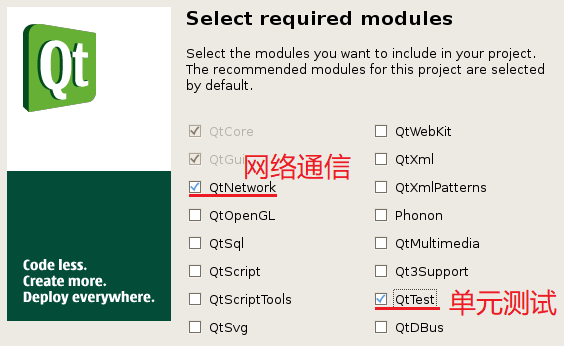 Qt
Code less.
Create more.
Deploy everywhere.
Select required modules
Select the modules you want to include in your project.
The recommended modules for this project are selected
by default.
QtCore
QtGui
网络通信
QtNetwork
QtOpenGL
QtSql
QtScript
QtScriptTools
QtSvg
QtWebKit
QtXml
QtXmlPatterns
Phonon
QtMultimedia
Qt3Support
QtTest 单元测试
QtDBus